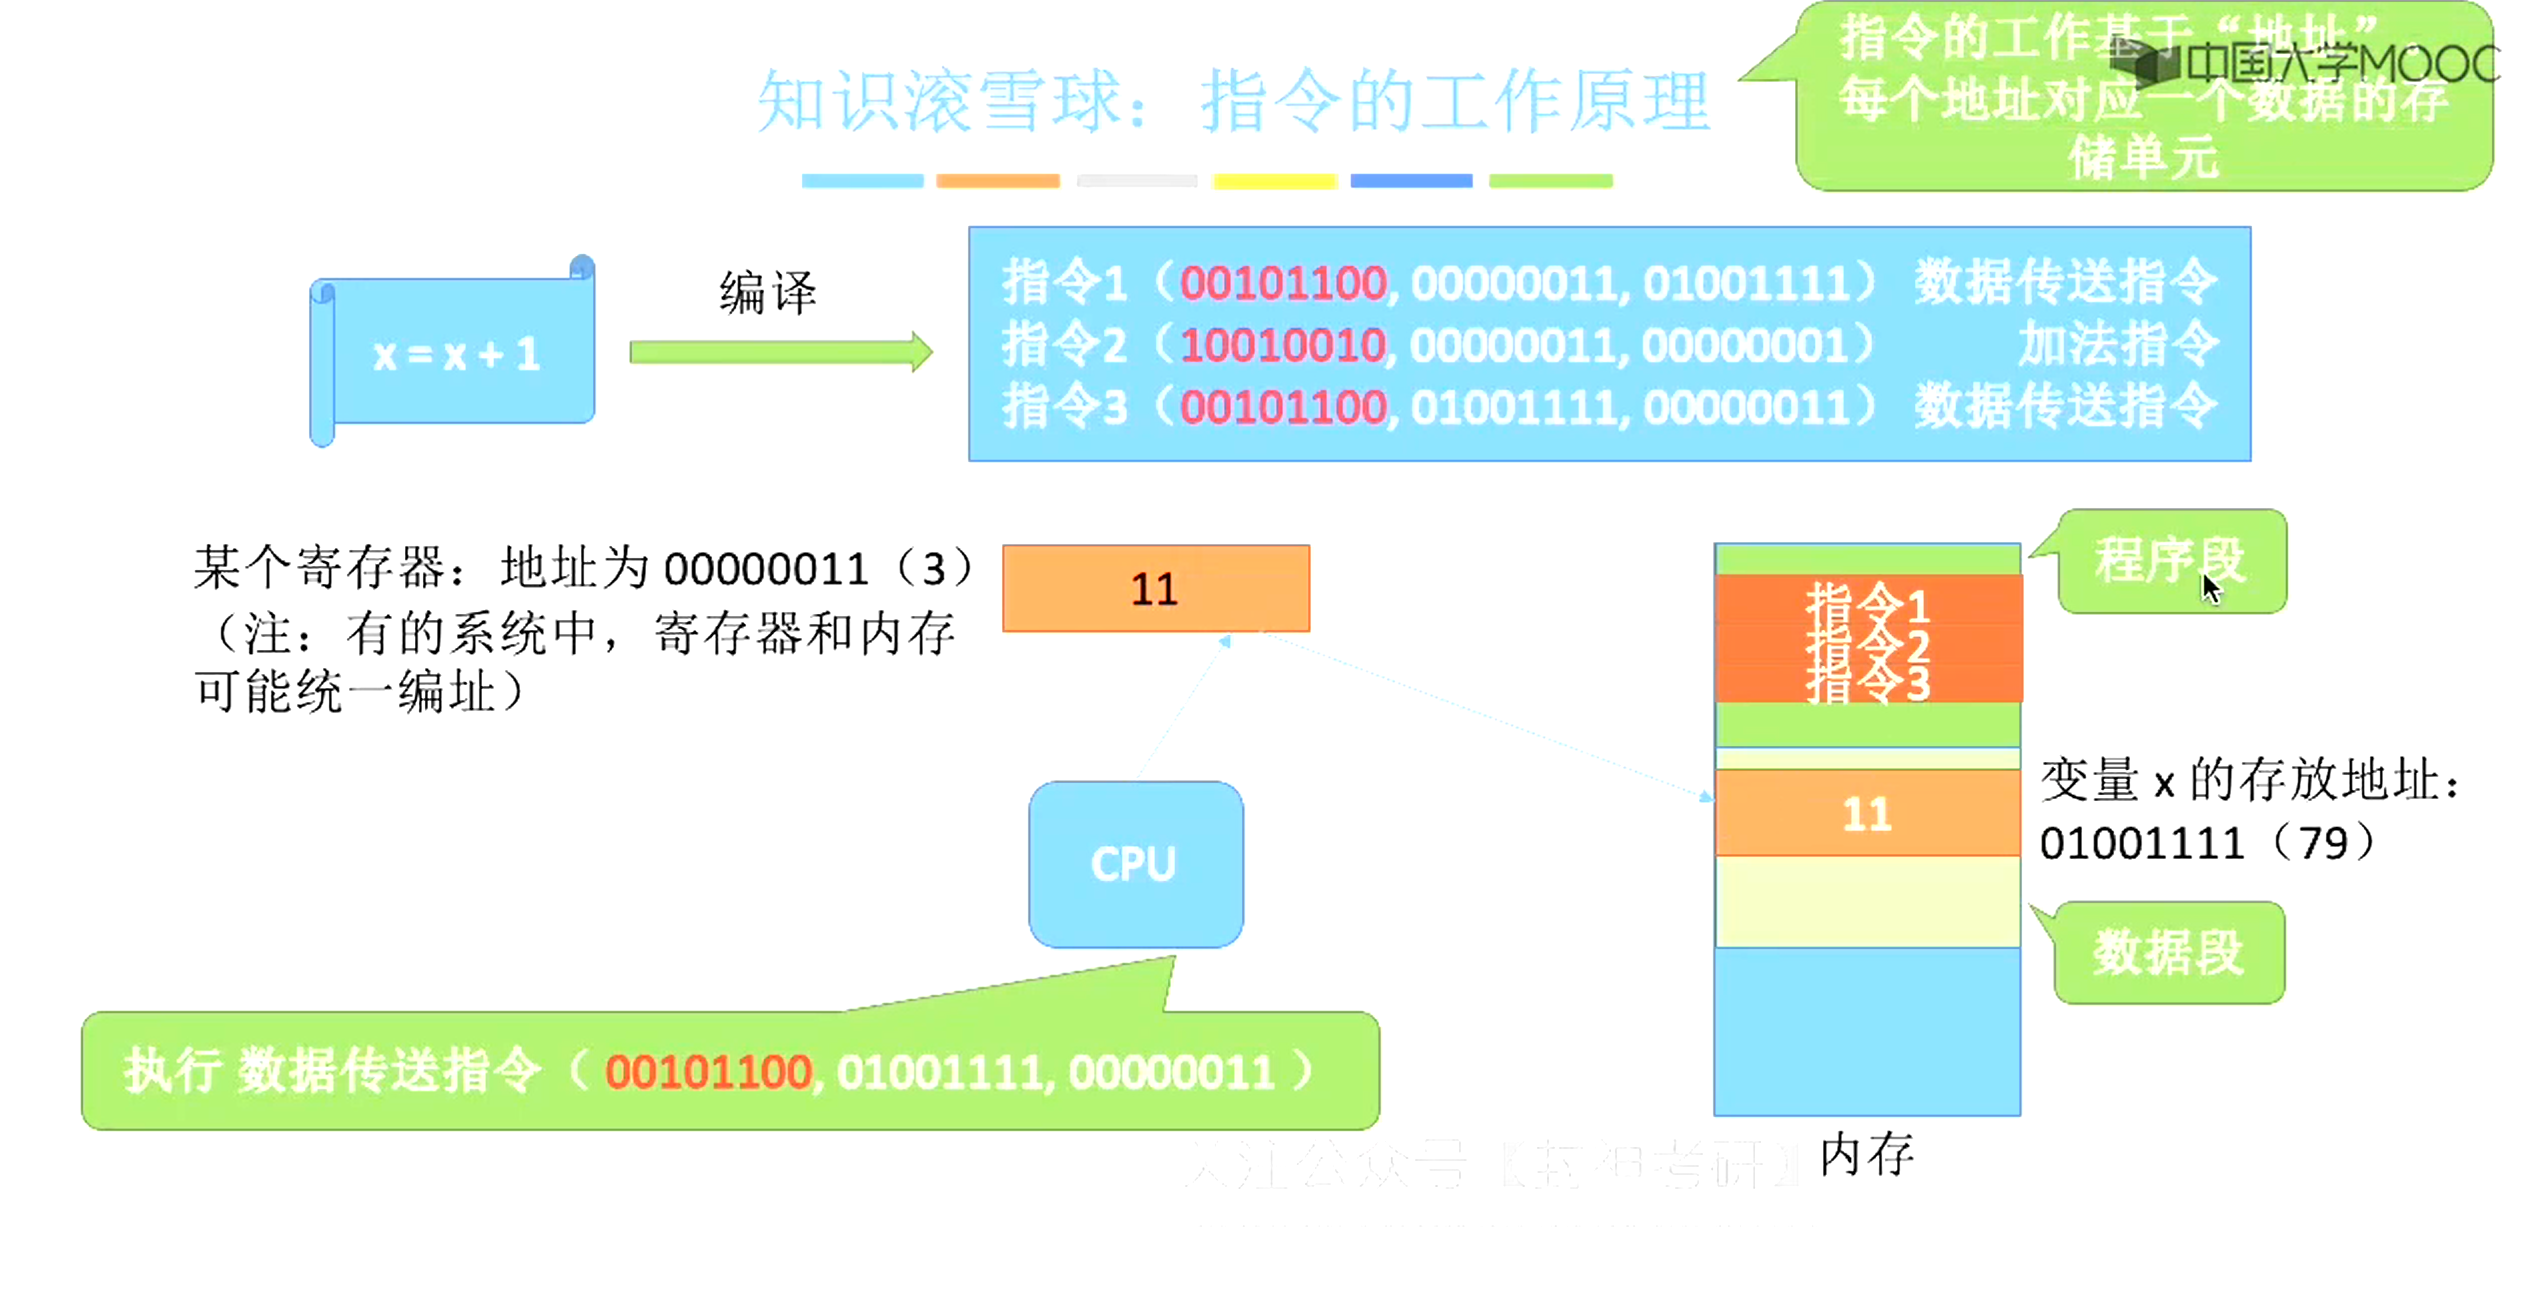 指令的工作基于“地址”。
每个地址对应一个数据的存
储单元
中国大学MOOC
知识滚雪球：指令的工作原理
x = x + 1
编译
指令1（00101100, 00000011, 01001111） 数据传送指令
指令2（10010010, 00000011, 00000001） 加法指令
指令3（00101100, 01001111, 00000011） 数据传送指令
某个寄存器：地址为 00000011（3）
（注：有的系统中，寄存器和内存
可能统一编址）
11
程序段
指令1
指令2
指令3
11
变量 x 的存放地址：
01001111（79）
CPU
数据段
执行 数据传送指令（ 00101100, 01001111, 00000011 ）
内存